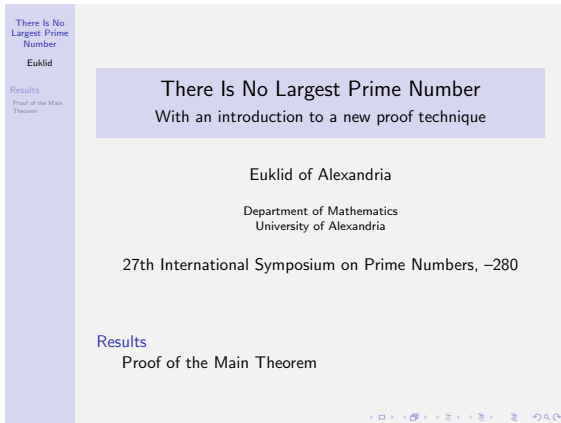 There Is No
Largest Prime
Number
Euklid
Results
Proof of the Main
Theorem
There Is No Largest Prime Number
With an introduction to a new proof technique
Euklid of Alexandria
Department of Mathematics
University of Alexandria
27th International Symposium on Prime Numbers, –280
Results
Proof of the Main Theorem